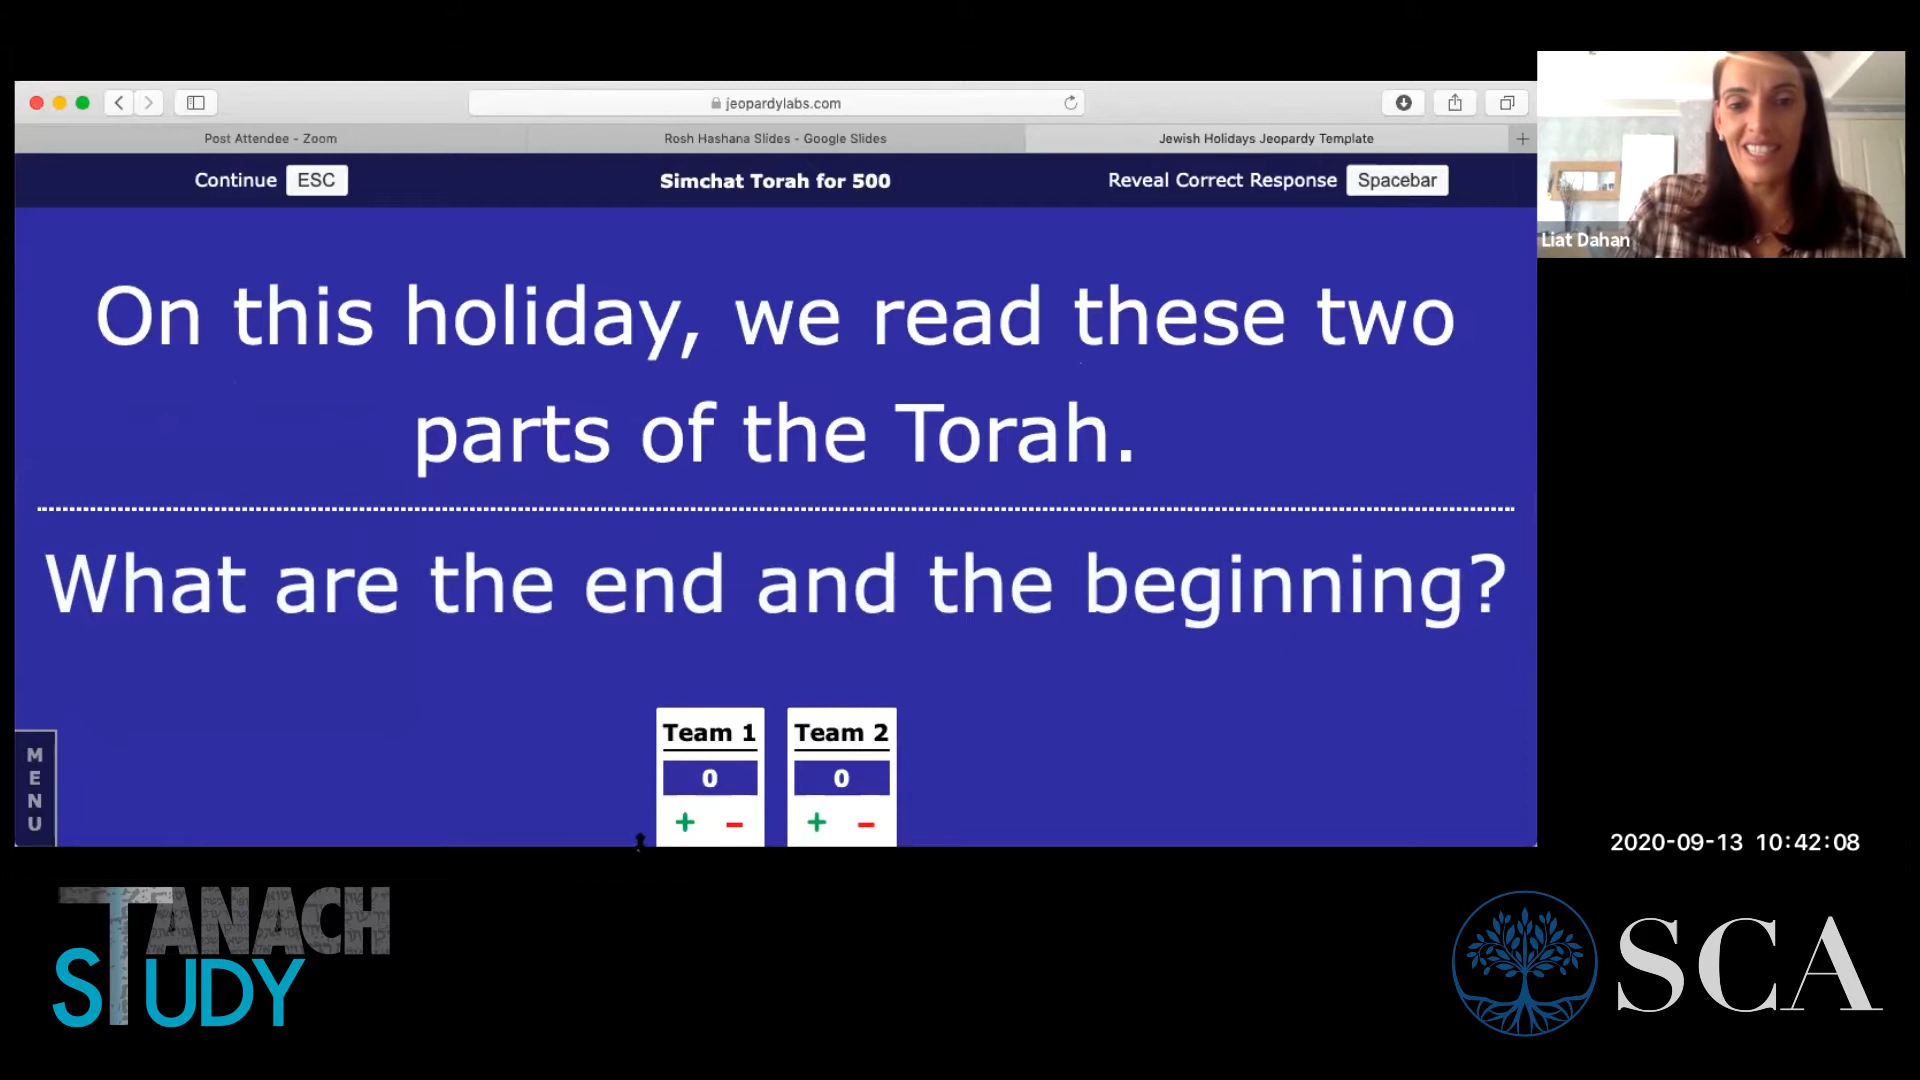 jeopardylabs.com
Post Attendee - Zoom
Rosh Hashana Slides - Google Slides
Jewish Holidays Jeopardy Template
Continue ESC
Simchat Torah for 500
Reveal Correct Response Spacebar
Liat Dahan
On this holiday, we read these two
parts of the Torah.
What are the end and the beginning?
MENU
Team 1
0
+ −
Team 2
0
+ −
2020-09-13 10:42:08
TANACH
STUDY
SCA